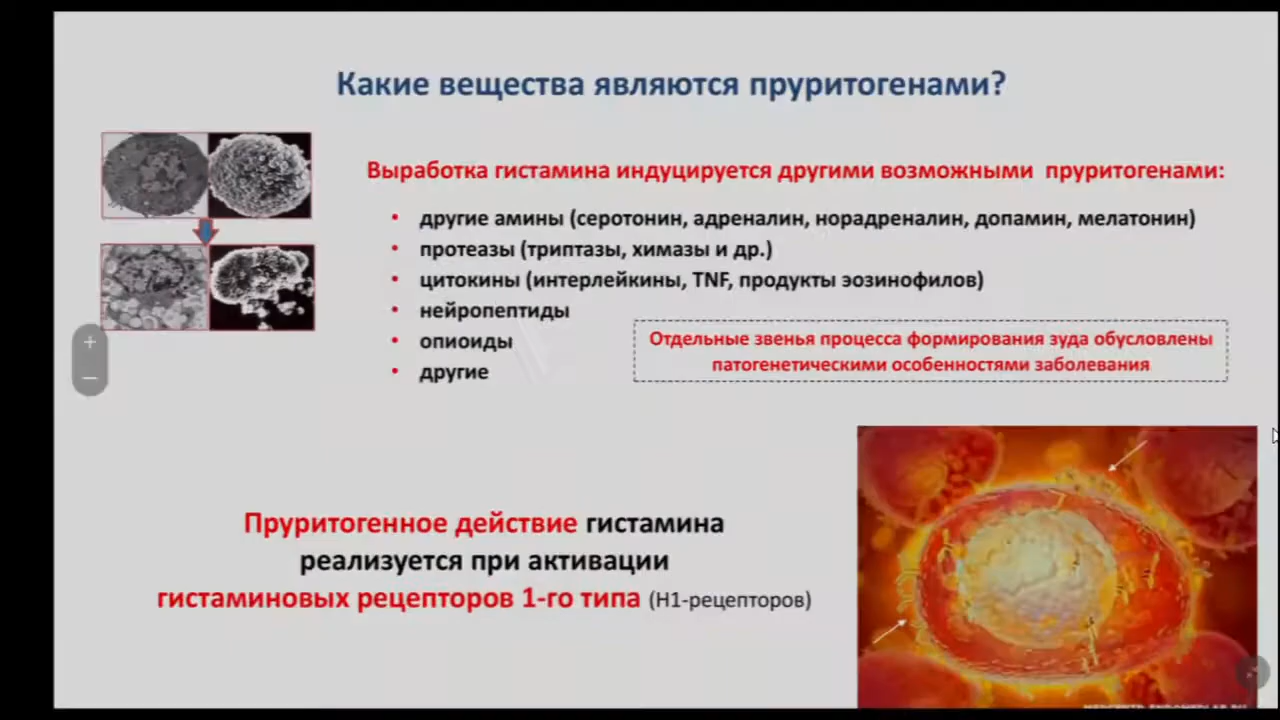 Какие вещества являются пруритогенами?
Выработка гистамина индуцируется другими возможными пруритогенами:
• другие амины (серотонин, адреналин, норадреналин, допамин, мелатонин)
• протеазы (триптазы, химазы и др.)
• цитокины (интерлейкины, TNF, продукты эозинофилов)
• нейропептиды
• опиоиды
• другие
Отдельные звенья процесса формирования зуда обусловлены
патогенетическими особенностями заболевания
Пруритогенное действие гистамина
реализуется при активации
гистаминовых рецепторов 1-го типа (Н1-рецепторов)